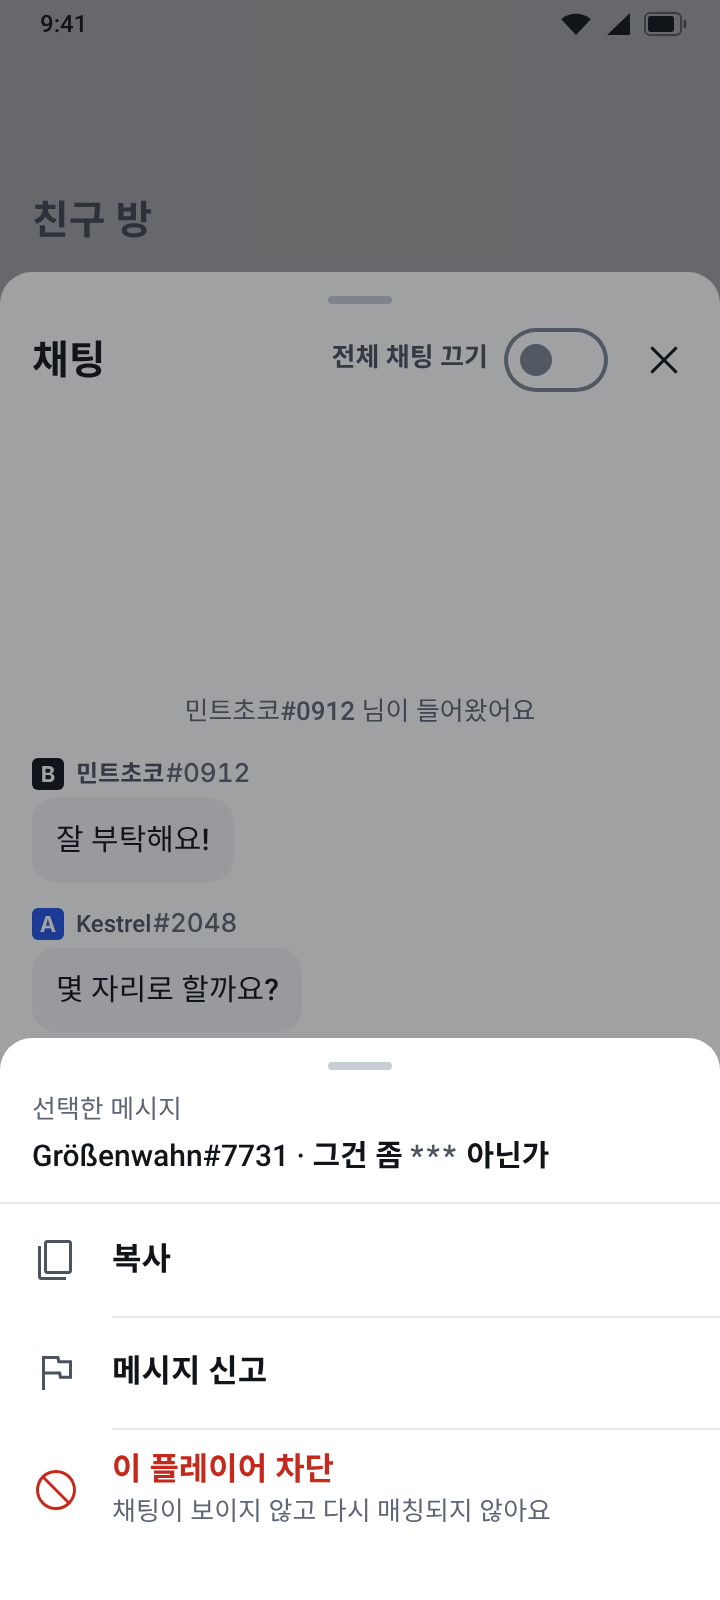 9:41
친구 방
채팅
전체 채팅 끄기
민트초코#0912 님이 들어왔어요
B 민트초코#0912
잘 부탁해요!
A Kestrel#2048
몇 자리로 할까요?
선택한 메시지
Größenwahn#7731 · 그건 좀 *** 아닌가
복사
메시지 신고
이 플레이어 차단
채팅이 보이지 않고 다시 매칭되지 않아요